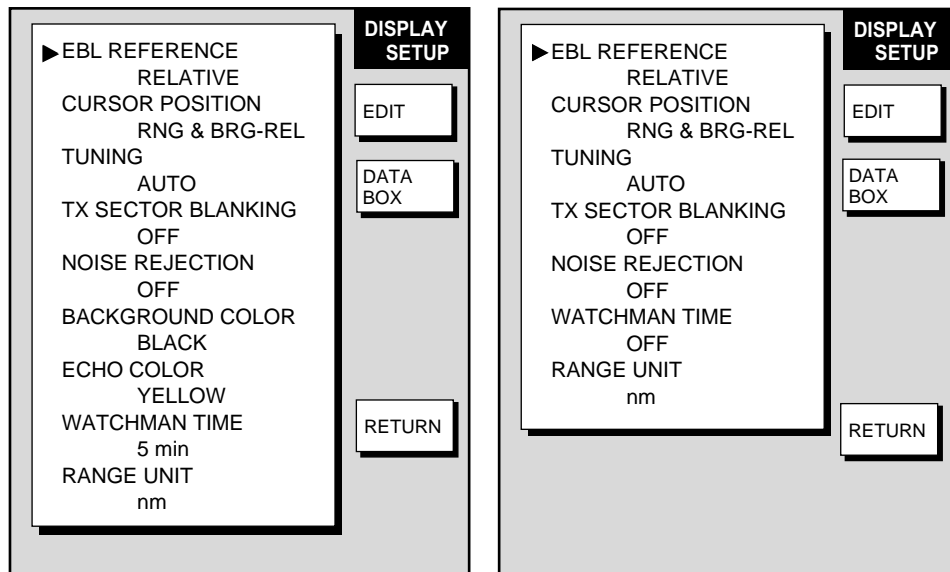 EBL REFERENCE
RELATIVE
CURSOR POSITION
RNG & BRG-REL
TUNING
AUTO
TX SECTOR BLANKING
OFF
NOISE REJECTION
OFF
BACKGROUND COLOR
BLACK
ECHO COLOR
YELLOW
WATCHMAN TIME
5 min
RANGE UNIT
nm
DISPLAY
SETUP
EDIT
DATA
BOX
RETURN
EBL REFERENCE
RELATIVE
CURSOR POSITION
RNG & BRG-REL
TUNING
AUTO
TX SECTOR BLANKING
OFF
NOISE REJECTION
OFF
WATCHMAN TIME
OFF
RANGE UNIT
nm
DISPLAY
SETUP
EDIT
DATA
BOX
RETURN